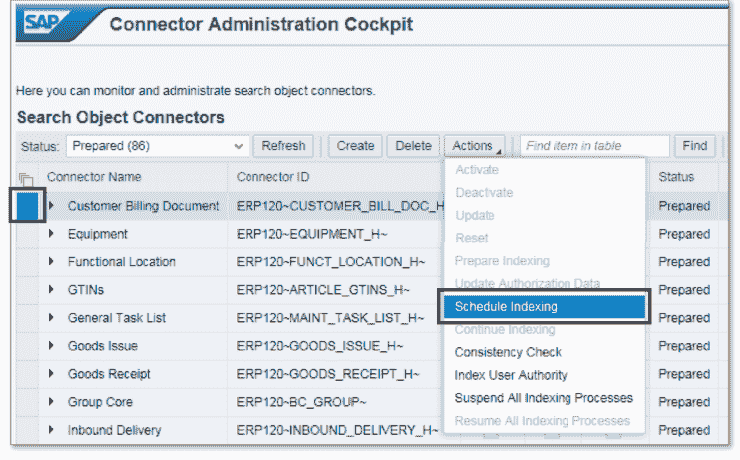 SAP Connector Administration Cockpit
Here you can monitor and administrate search object connectors.
Search Object Connectors
Status: Prepared (86) Refresh Create Delete Actions Find item in table Find
Connector Name Connector ID Status
Customer Billing Document ERP120~CUSTOMER_BILL_DOC_H Prepared
Equipment ERP120~EQUIPMENT_H~ Prepared
Functional Location ERP120~FUNCT_LOCATION_H~ Prepared
GTINs ERP120~ARTICLE_GTINS_H~ Prepared
General Task List ERP120~MAINT_TASK_LIST_H~ Prepared
Goods Issue ERP120~GOODS_ISSUE_H~ Prepared
Goods Receipt ERP120~GOODS_RECEIPT_H~ Prepared
Group Core ERP120~BC_GROUP~ Prepared
Inbound Delivery ERP120~INBOUND_DELIVERY_H~ Prepared
Activate
Deactivate
Update
Reset
Prepare Indexing
Update Authorization Data
Schedule Indexing
Continue Indexing
Consistency Check
Index User Authority
Suspend All Indexing Processes
Resume All Indexing Processes